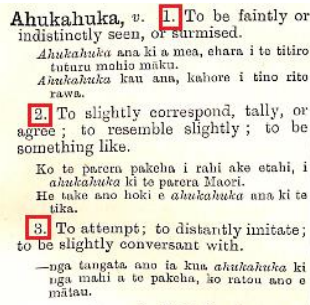 Ahukahuka, v. 1. To be faintly or
indistinctly seen, or surmised.
Ahukahuka ana ki a mea, ehara i te titiro
tuturu mohio maku.
Ahukahuka kau ana, kahore i tino rite
rawa.
2. To slightly correspond, tally, or
agree; to resemble slightly; to be
something like.
Ko te parera pakeha i rahi ake etahi, i
ahukahuka ki te parera Maori.
He take ano hoki e ahukahuka ana ki te
tika.
3. To attempt; to distantly imitate;
to be slightly conversant with.
—nga tangata ano ia kua ahukahuka ki
nga mahi a te pakeha, ko ratou ano e
mātau.